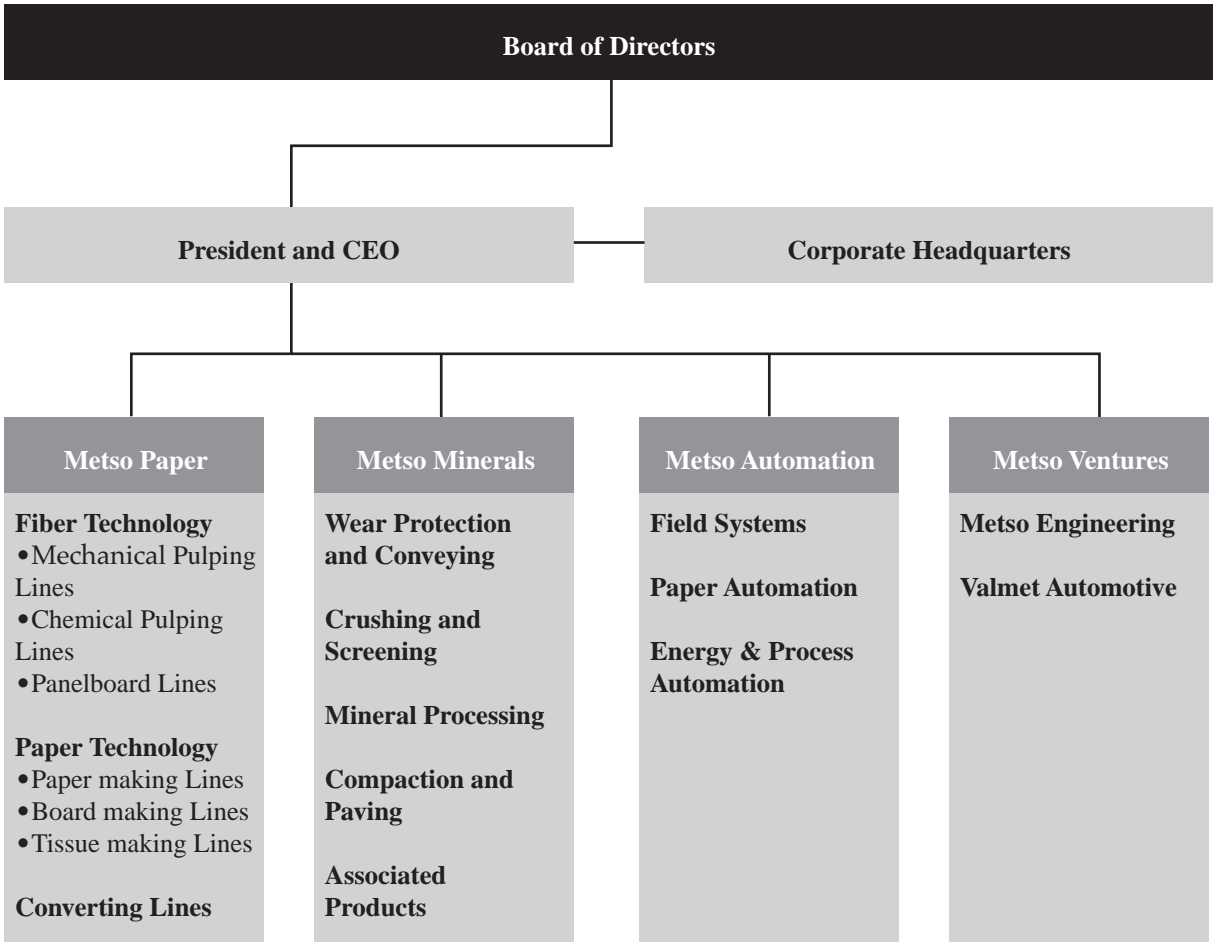 Board of Directors
President and CEO
Corporate Headquarters
Metso Paper
Fiber Technology
•Mechanical Pulping
Lines
•Chemical Pulping
Lines
•Panelboard Lines
Paper Technology
•Paper making Lines
•Board making Lines
•Tissue making Lines
Converting Lines
Metso Minerals
Wear Protection
and Conveying
Crushing and
Screening
Mineral Processing
Compaction and
Paving
Associated
Products
Metso Automation
Field Systems
Paper Automation
Energy & Process
Automation
Metso Ventures
Metso Engineering
Valmet Automotive